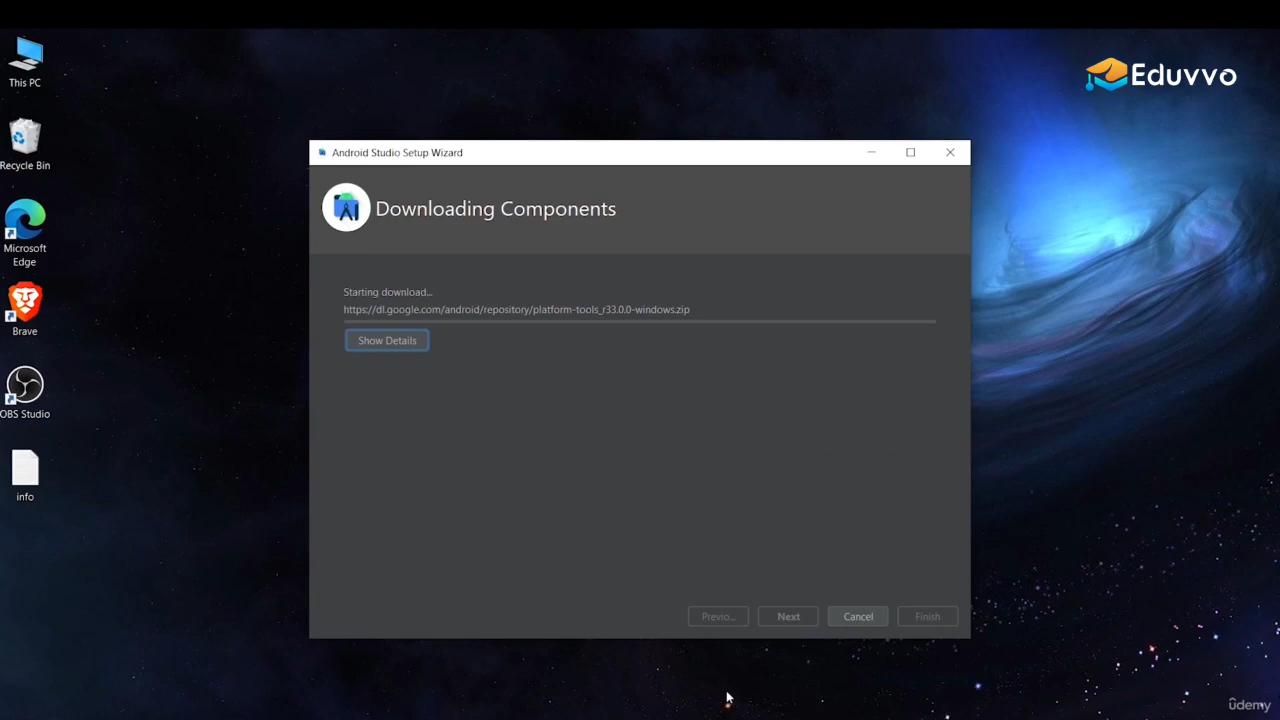 This PC
Recycle Bin
Microsoft
Edge
Brave
OBS Studio
info
Eduvvo
Android Studio Setup Wizard
Downloading Components
Starting download...
https://dl.google.com/android/repository/platform-tools_r33.0.0-windows.zip
Show Details
Previo...
Next
Cancel
Finish
ûdemy